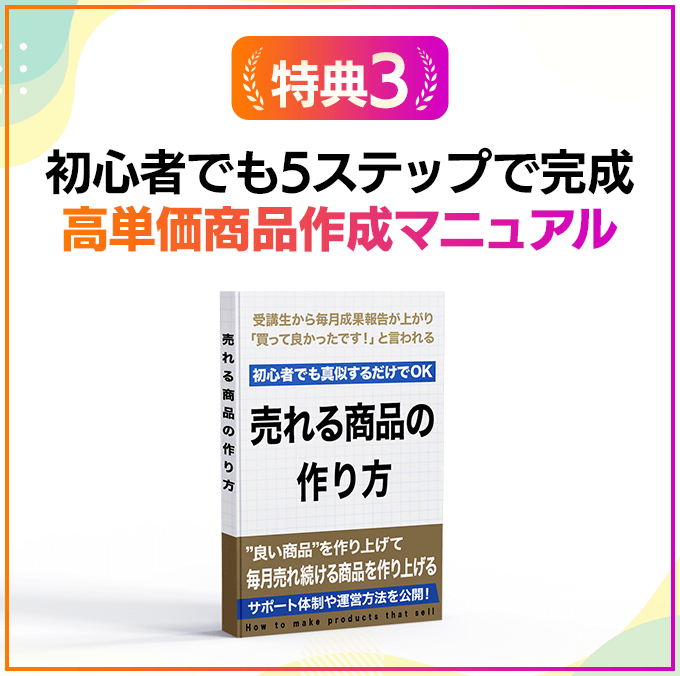 特典3
初心者でも5ステップで完成
高単価商品作成マニュアル
受講生から毎月成果報告が上がり
「買って良かったです!」と言われる
初心者でも真似するだけでOK
売れる商品の
作り方
売れる商品の作り方
"良い商品"を作り上げて
毎月売れ続ける商品を作り上げる
サポート体制や運営方法を公開!
How to make products that sell